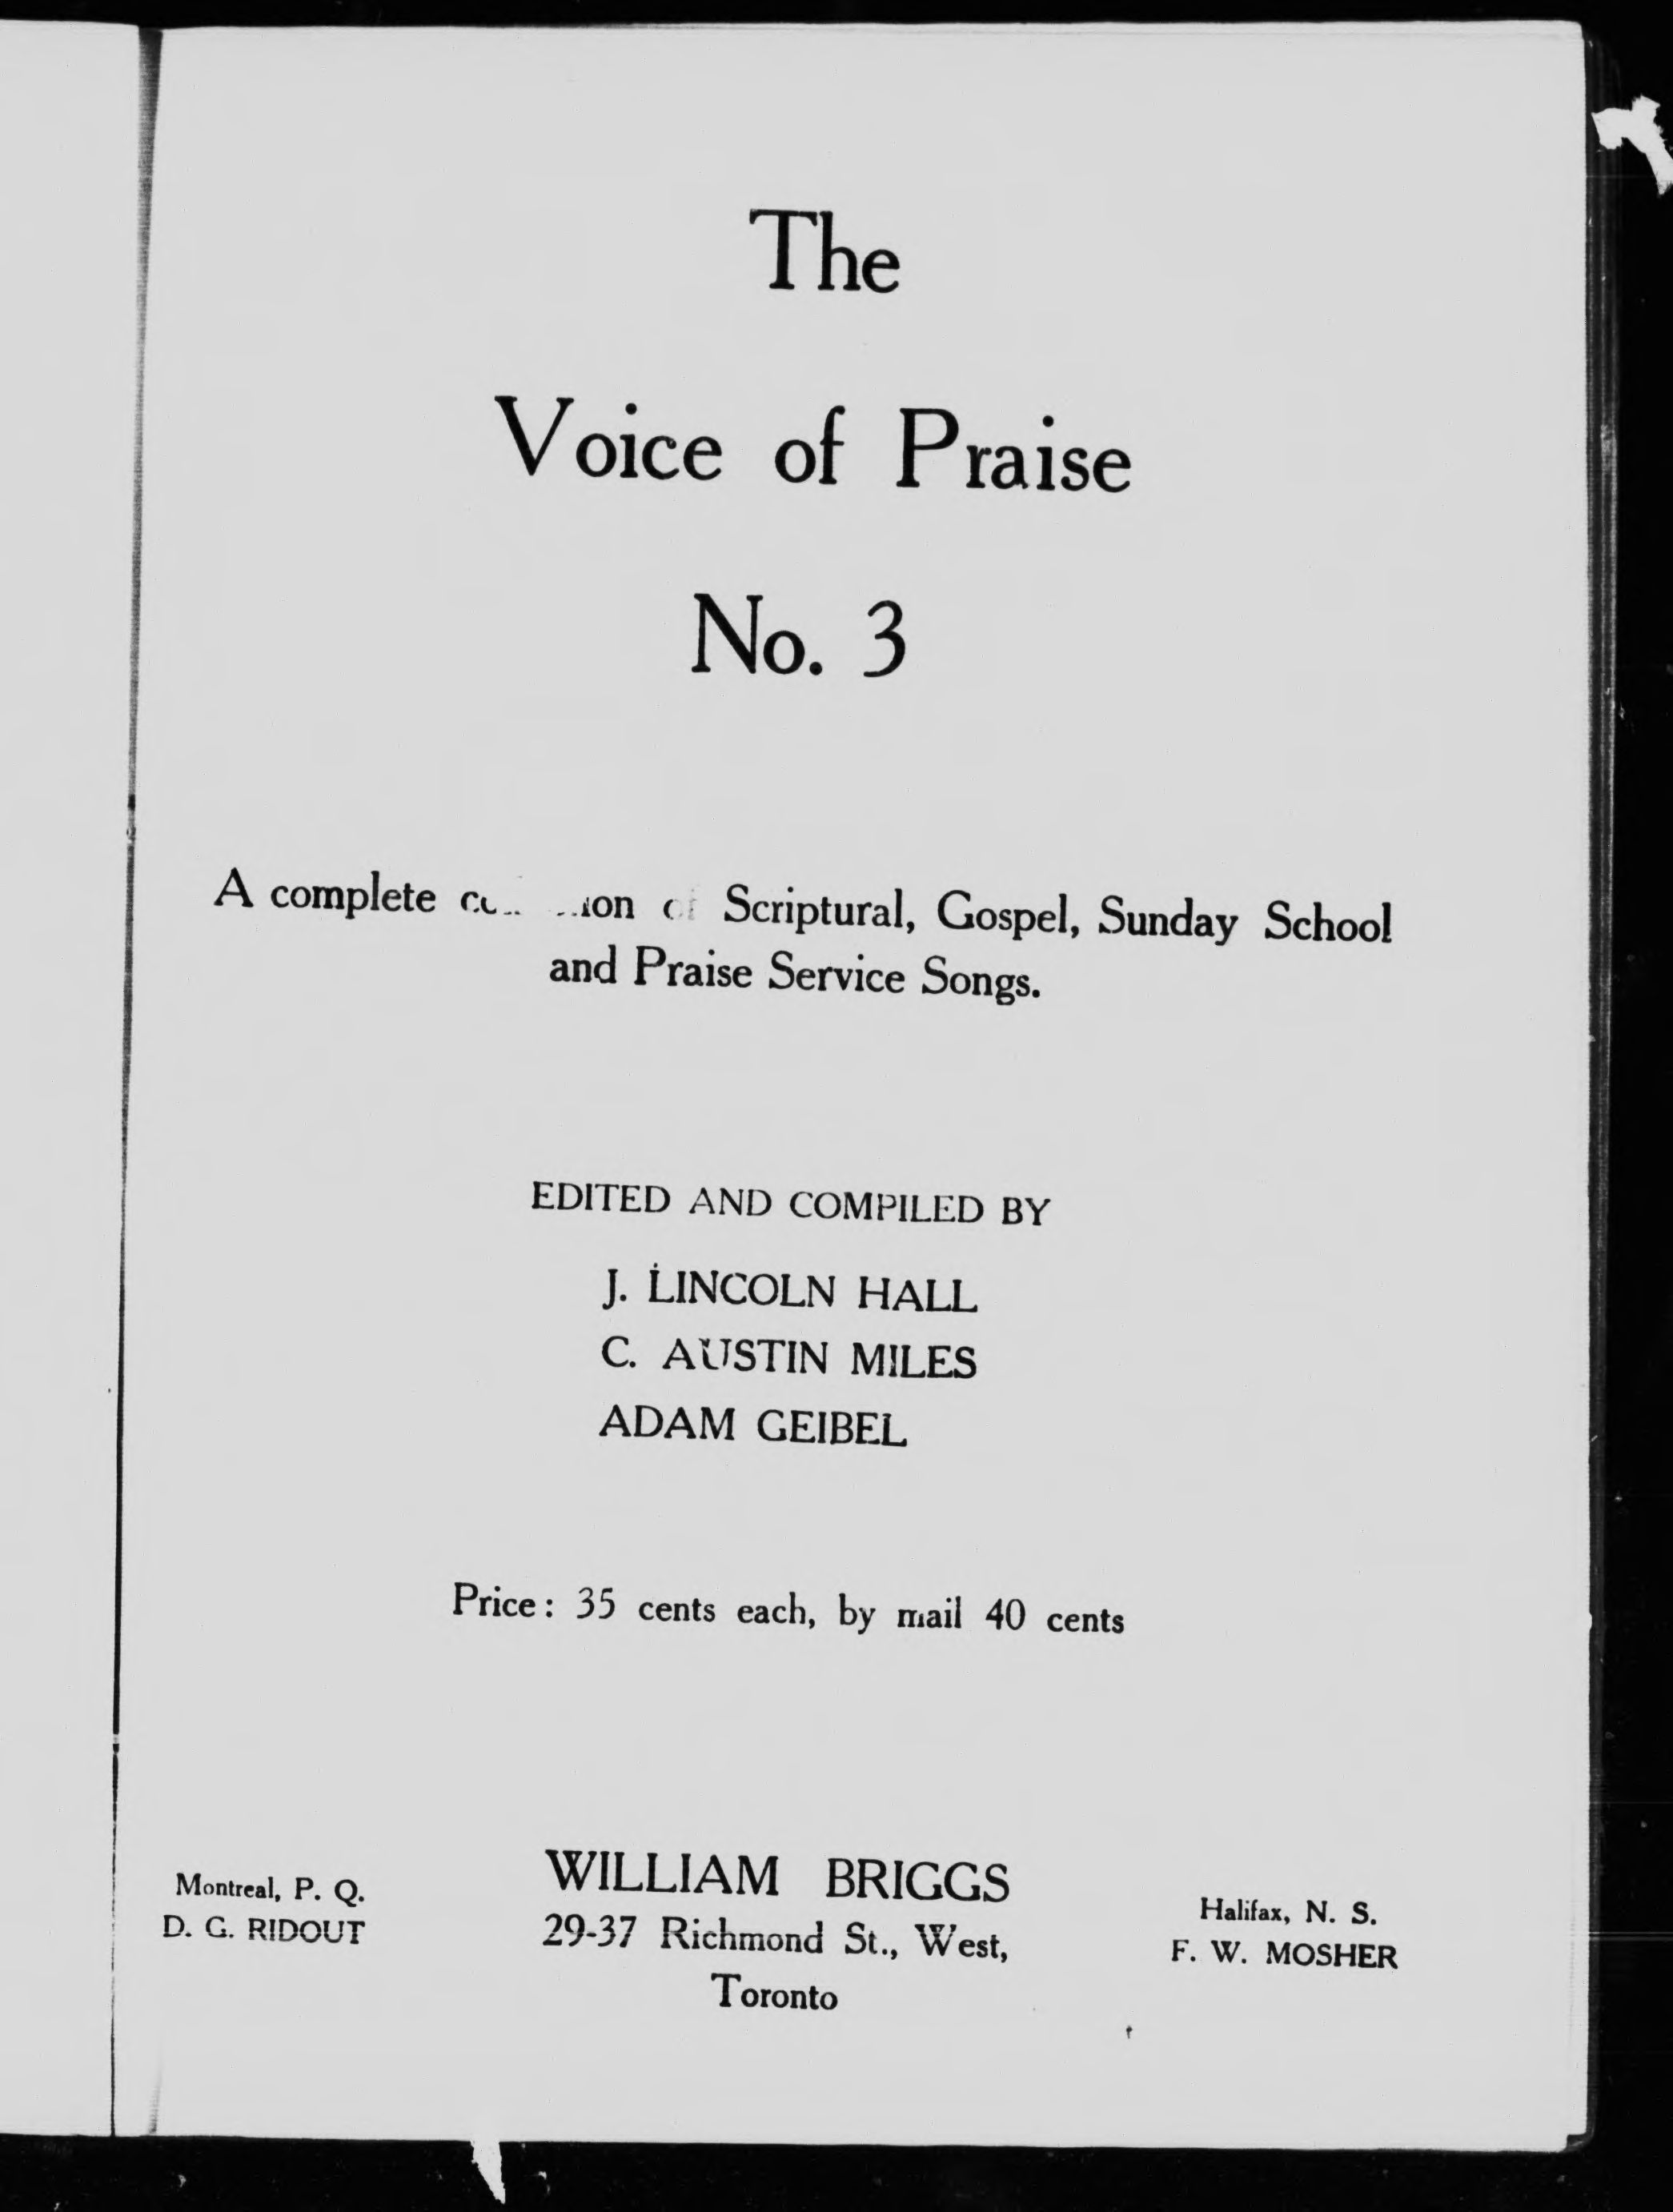 The
Voice of Praise
No. 3
A complete Scriptural, Gospel, Sunday School
and Praise Service Songs.
EDITED AND COMPILED BY
J. LINCOLN HALL
C. AUSTIN MILES
ADAM GEIBEL
Price: 35 cents each, by mail 40 cents
Montreal, P. Q.
D. G. RIDOUT
WILLIAM BRIGGS
29-37 Richmond St., West,
Toronto
Halifax, N. S.
F. W. MOSHER